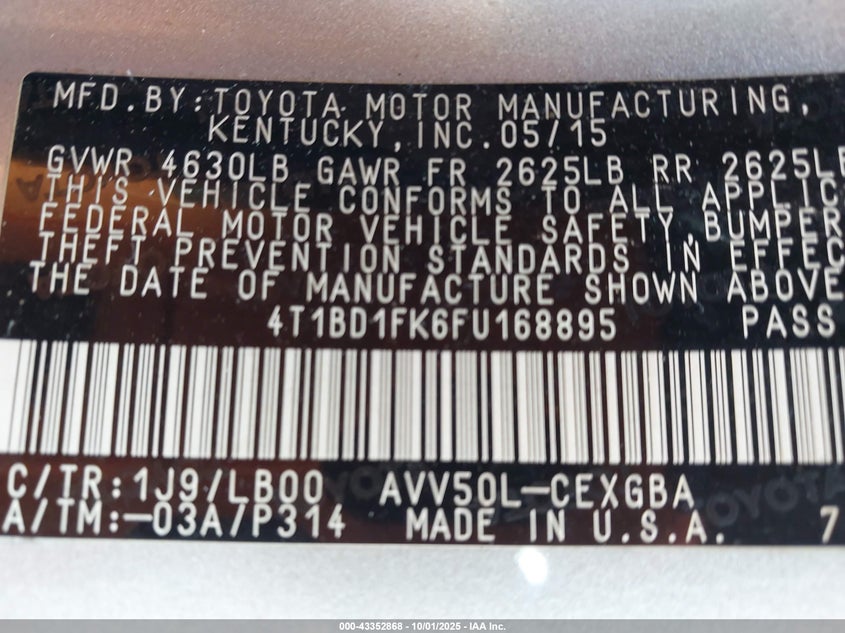 MFD.BY:TOYOTA MOTOR MANUFACTURING,
KENTUCKY,INC.05/15
GVWR 4630LB GAWR FR 2625LB RR 2625LB
THIS VEHICLE CONFORMS TO ALL APPLIC
FEDERAL MOTOR VEHICLE SAFETY,BUMPER
THEFT PREVENTION STANDARDS IN EFFEC
THE DATE OF MANUFACTURE SHOWN ABOVE
4T1BD1FK6FU168895 PASS
C/TR:1J9/LB00 AVV50L-CEXGBA
A/TM:-03A/P314 MADE IN U.S.A. 7
000-43352868 - 10/01/2025 - IAA Inc.